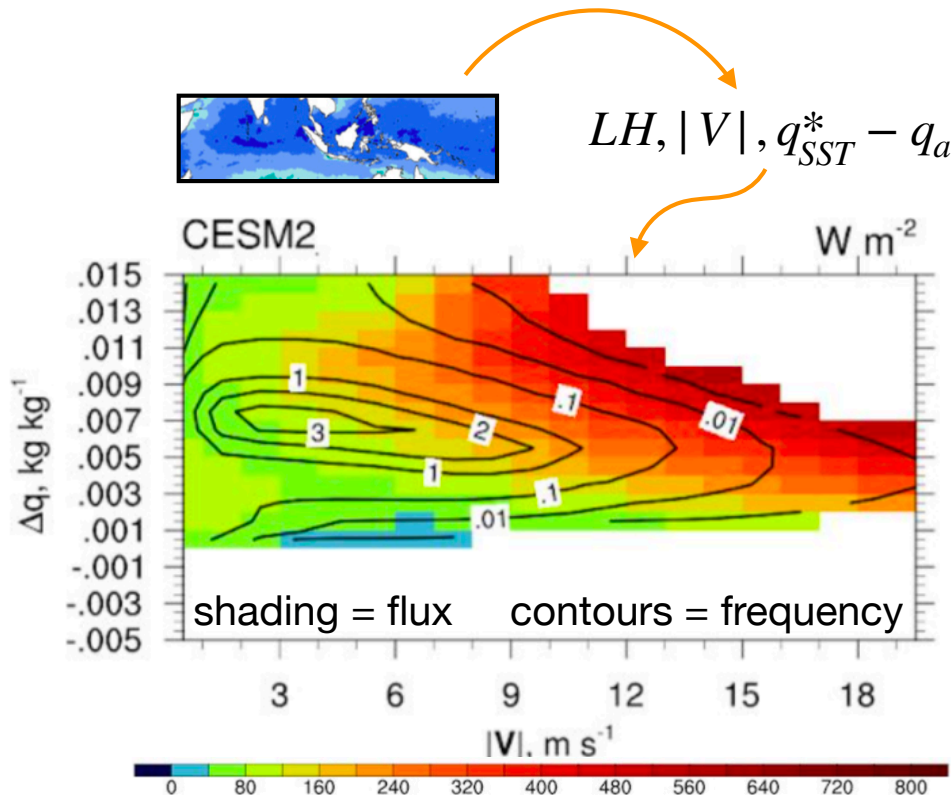 LH, |V|, q*SST − qa
CESM2
W m-2
.015
.013
.011
.009
.007
.005
.003
.001
-.001
-.003
-.005
Δq, kg kg-1
1
3
2
1
.1
.01
.1
.01
shading = flux contours = frequency
3 6 9 12 15 18
|V|, m s-1
0 80 160 240 320 400 480 560 640 720 800